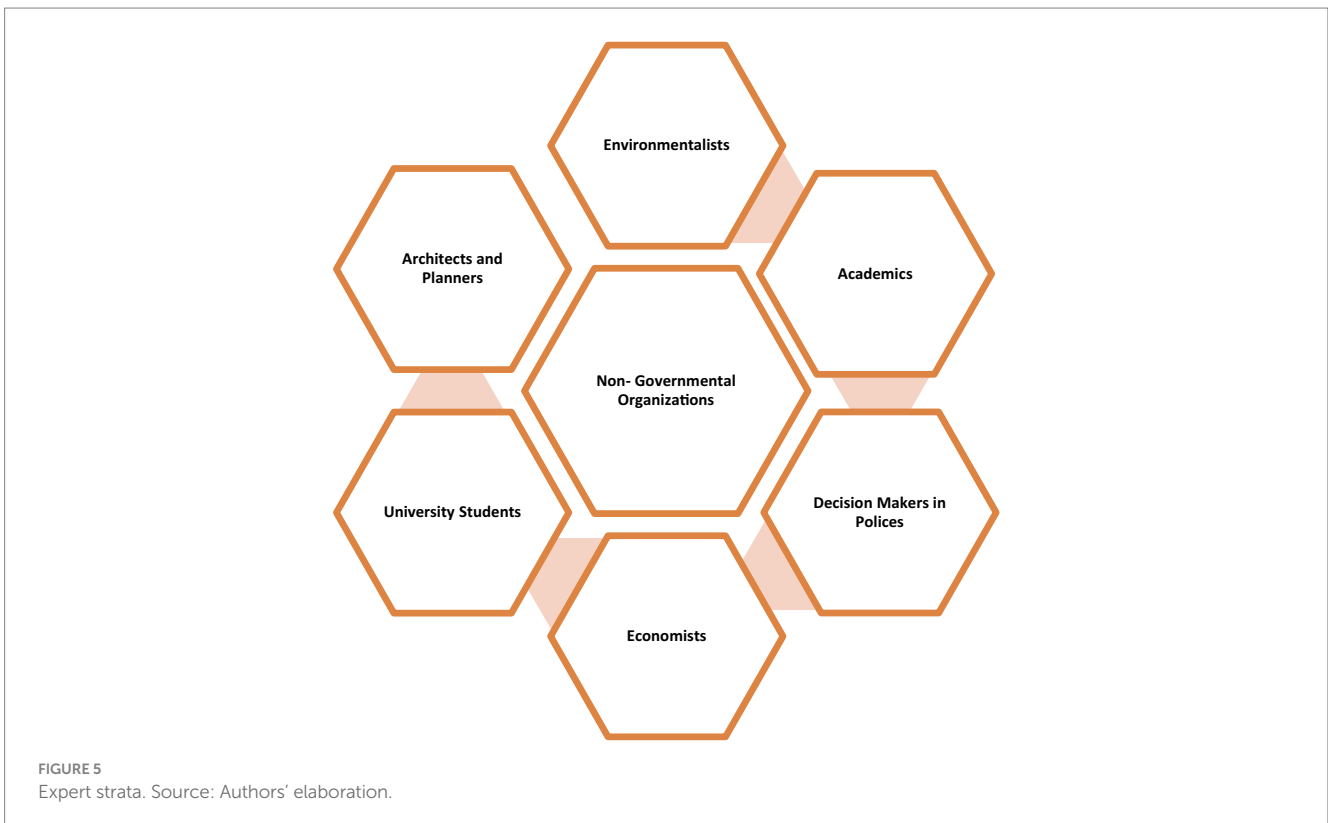 Environmentalists
Architects and
Planners
Academics
Non- Governmental
Organizations
University Students
Decision Makers in
Polices
Economists
FIGURE 5
Expert strata. Source: Authors’ elaboration.